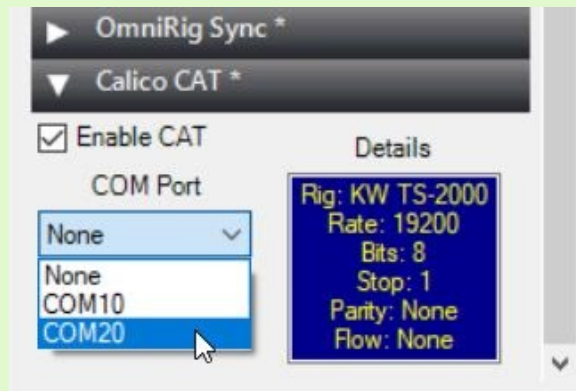 OmniRig Sync *
Calico CAT *
Enable CAT
COM Port
None
None
COM10
COM20
Details
Rig: KW TS-2000
Rate: 19200
Bits: 8
Stop: 1
Parity: None
Flow: None